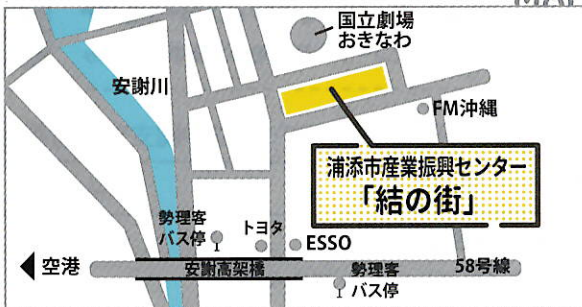 国立劇場
おきなわ
安謝川
FM沖縄
浦添市産業振興センター
「結の街」
勢理客
バス停
トヨタ
ESSO
空港
安謝高架橋
勢理客
バス停
58号線